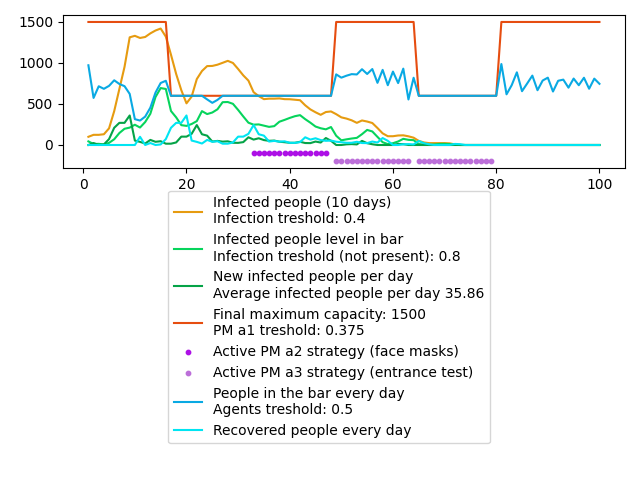 1500
1000
500
0
0 20 40 60 80 100
Infected people (10 days)
Infection treshold: 0.4
Infected people level in bar
Infection treshold (not present): 0.8
New infected people per day
Average infected people per day 35.86
Final maximum capacity: 1500
PM a1 treshold: 0.375
Active PM a2 strategy (face masks)
Active PM a3 strategy (entrance test)
People in the bar every day
Agents treshold: 0.5
Recovered people every day